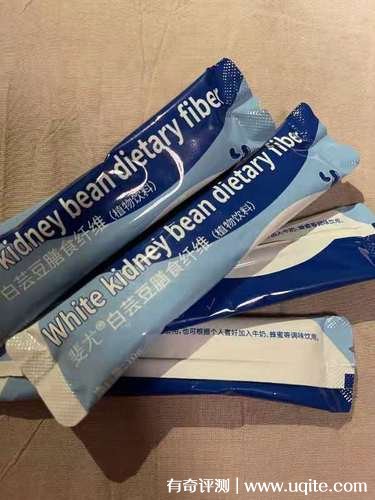 kidney bean dietary fiber
白芸豆膳食纤维 (植物饮料)
White kidney bean dietary fiber
斐尤®白芸豆膳食纤维 (植物饮料)
也可根据个人喜好加入牛奶、蜂蜜等调味饮用。
有奇评测 | www.uqite.com